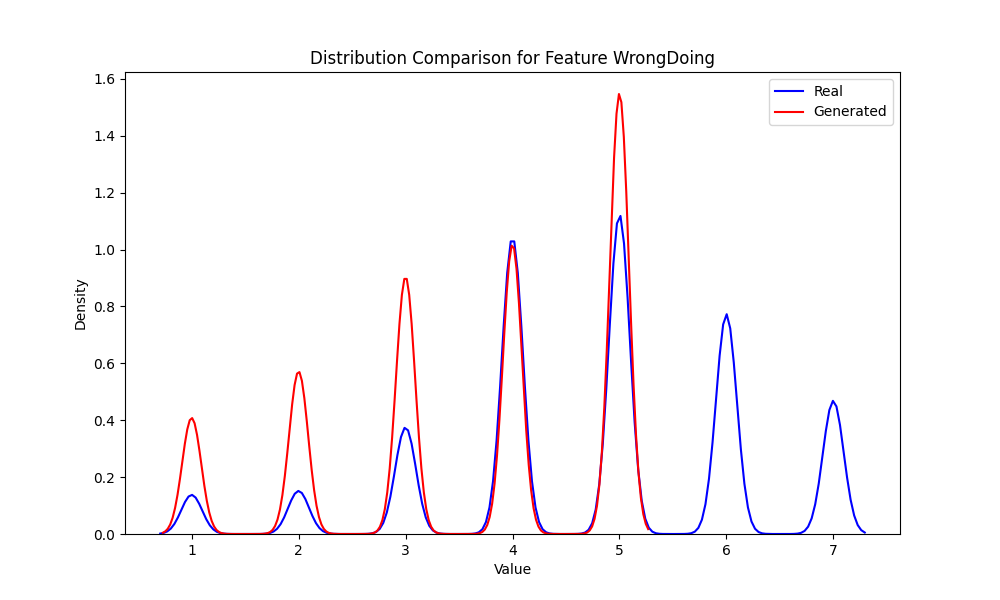 Distribution Comparison for Feature WrongDoing
Real
Generated
Density
1.6
1.4
1.2
1.0
0.8
0.6
0.4
0.2
0.0
1 2 3 4 5 6 7
Value